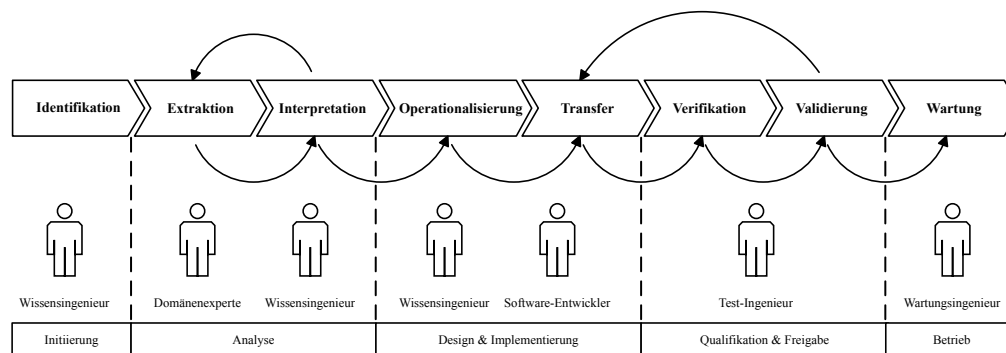 Identifikation
Extraktion
Interpretation
Operationalisierung
Transfer
Verifikation
Validierung
Wartung
Wissensingenieur
Domänenexperte
Wissensingenieur
Wissensingenieur
Software-Entwickler
Test-Ingenieur
Wartungsingenieur
Initiierung
Analyse
Design & Implementierung
Qualifikation & Freigabe
Betrieb